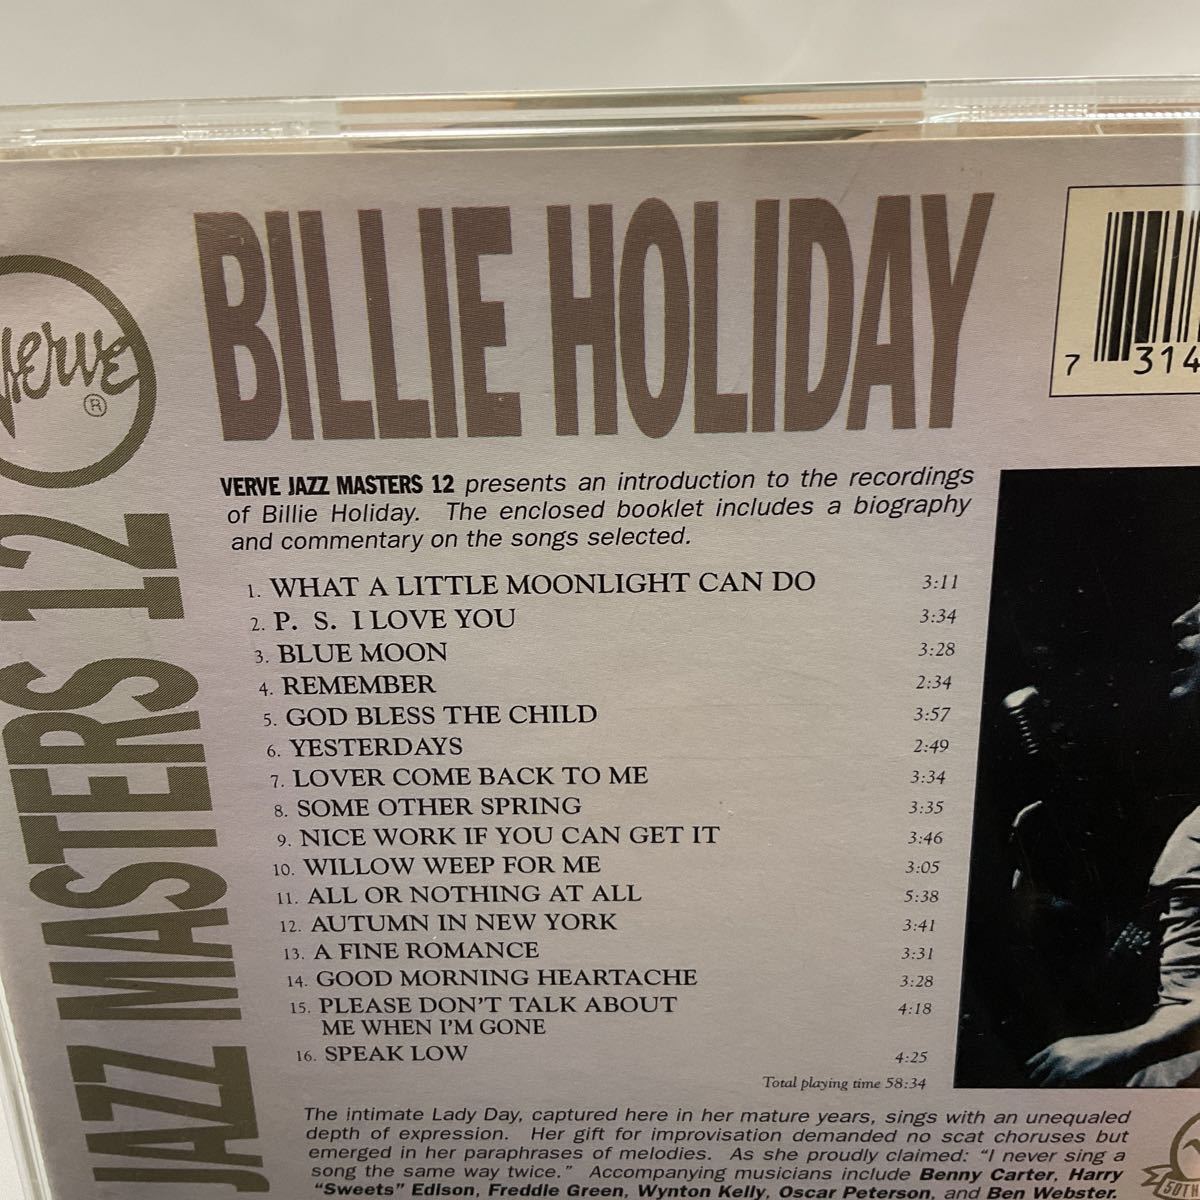 BILLIE HOLIDAY
verve
®
JAZZ MASTERS 12
7 314
VERVE JAZZ MASTERS 12 presents an introduction to the recordings
of Billie Holiday. The enclosed booklet includes a biography
and commentary on the songs selected.
1. WHAT A LITTLE MOONLIGHT CAN DO 3:11
2. P. S. I LOVE YOU 3:34
3. BLUE MOON 3:28
4. REMEMBER 2:34
5. GOD BLESS THE CHILD 3:57
6. YESTERDAYS 2:49
7. LOVER COME BACK TO ME 3:34
8. SOME OTHER SPRING 3:35
9. NICE WORK IF YOU CAN GET IT 3:46
10. WILLOW WEEP FOR ME 3:05
11. ALL OR NOTHING AT ALL 5:38
12. AUTUMN IN NEW YORK 3:41
13. A FINE ROMANCE 3:31
14. GOOD MORNING HEARTACHE 3:28
15. PLEASE DON'T TALK ABOUT 4:18
ME WHEN I'M GONE
16. SPEAK LOW 4:25
Total playing time 58:34
The intimate Lady Day, captured here in her mature years, sings with an unequaled
depth of expression. Her gift for improvisation demanded no scat choruses but
emerged in her paraphrases of melodies. As she proudly claimed: "I never sing a
song the same way twice." Accompanying musicians include Benny Carter, Harry
"Sweets" Edison, Freddie Green, Wynton Kelly, Oscar Peterson, and Ben Webster.